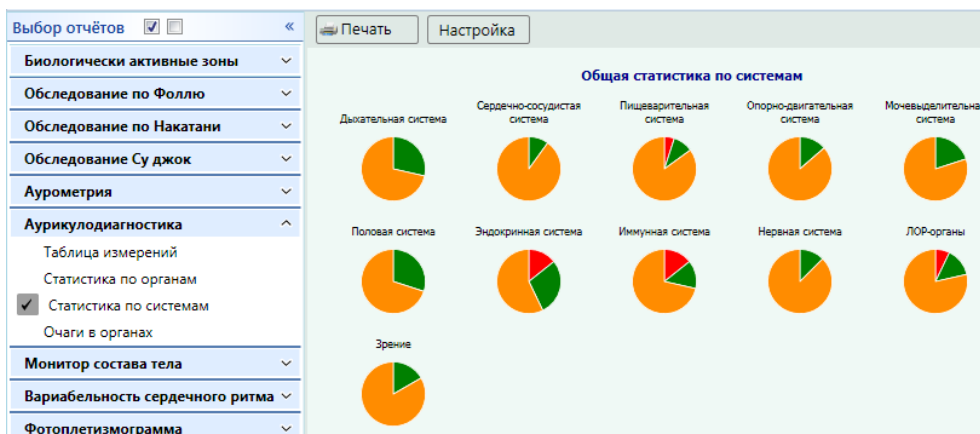 Выбор отчётов
Биологически активные зоны
Обследование по Фоллю
Обследование по Накатани
Обследование Су джок
Аурометрия
Аурикулодиагностика
Таблица измерений
Статистика по органам
Статистика по системам
Очаги в органах
Монитор состава тела
Вариабельность сердечного ритма
Фотоплетизмограмма
Печать
Настройка
Общая статистика по системам
Дыхательная система
Сердечно-сосудистая
система
Пищеварительная
система
Опорно-двигательная
система
Мочевыделительна
система
Половая система
Эндокринная система
Иммунная система
Нервная система
ЛОР-органы
Зрение